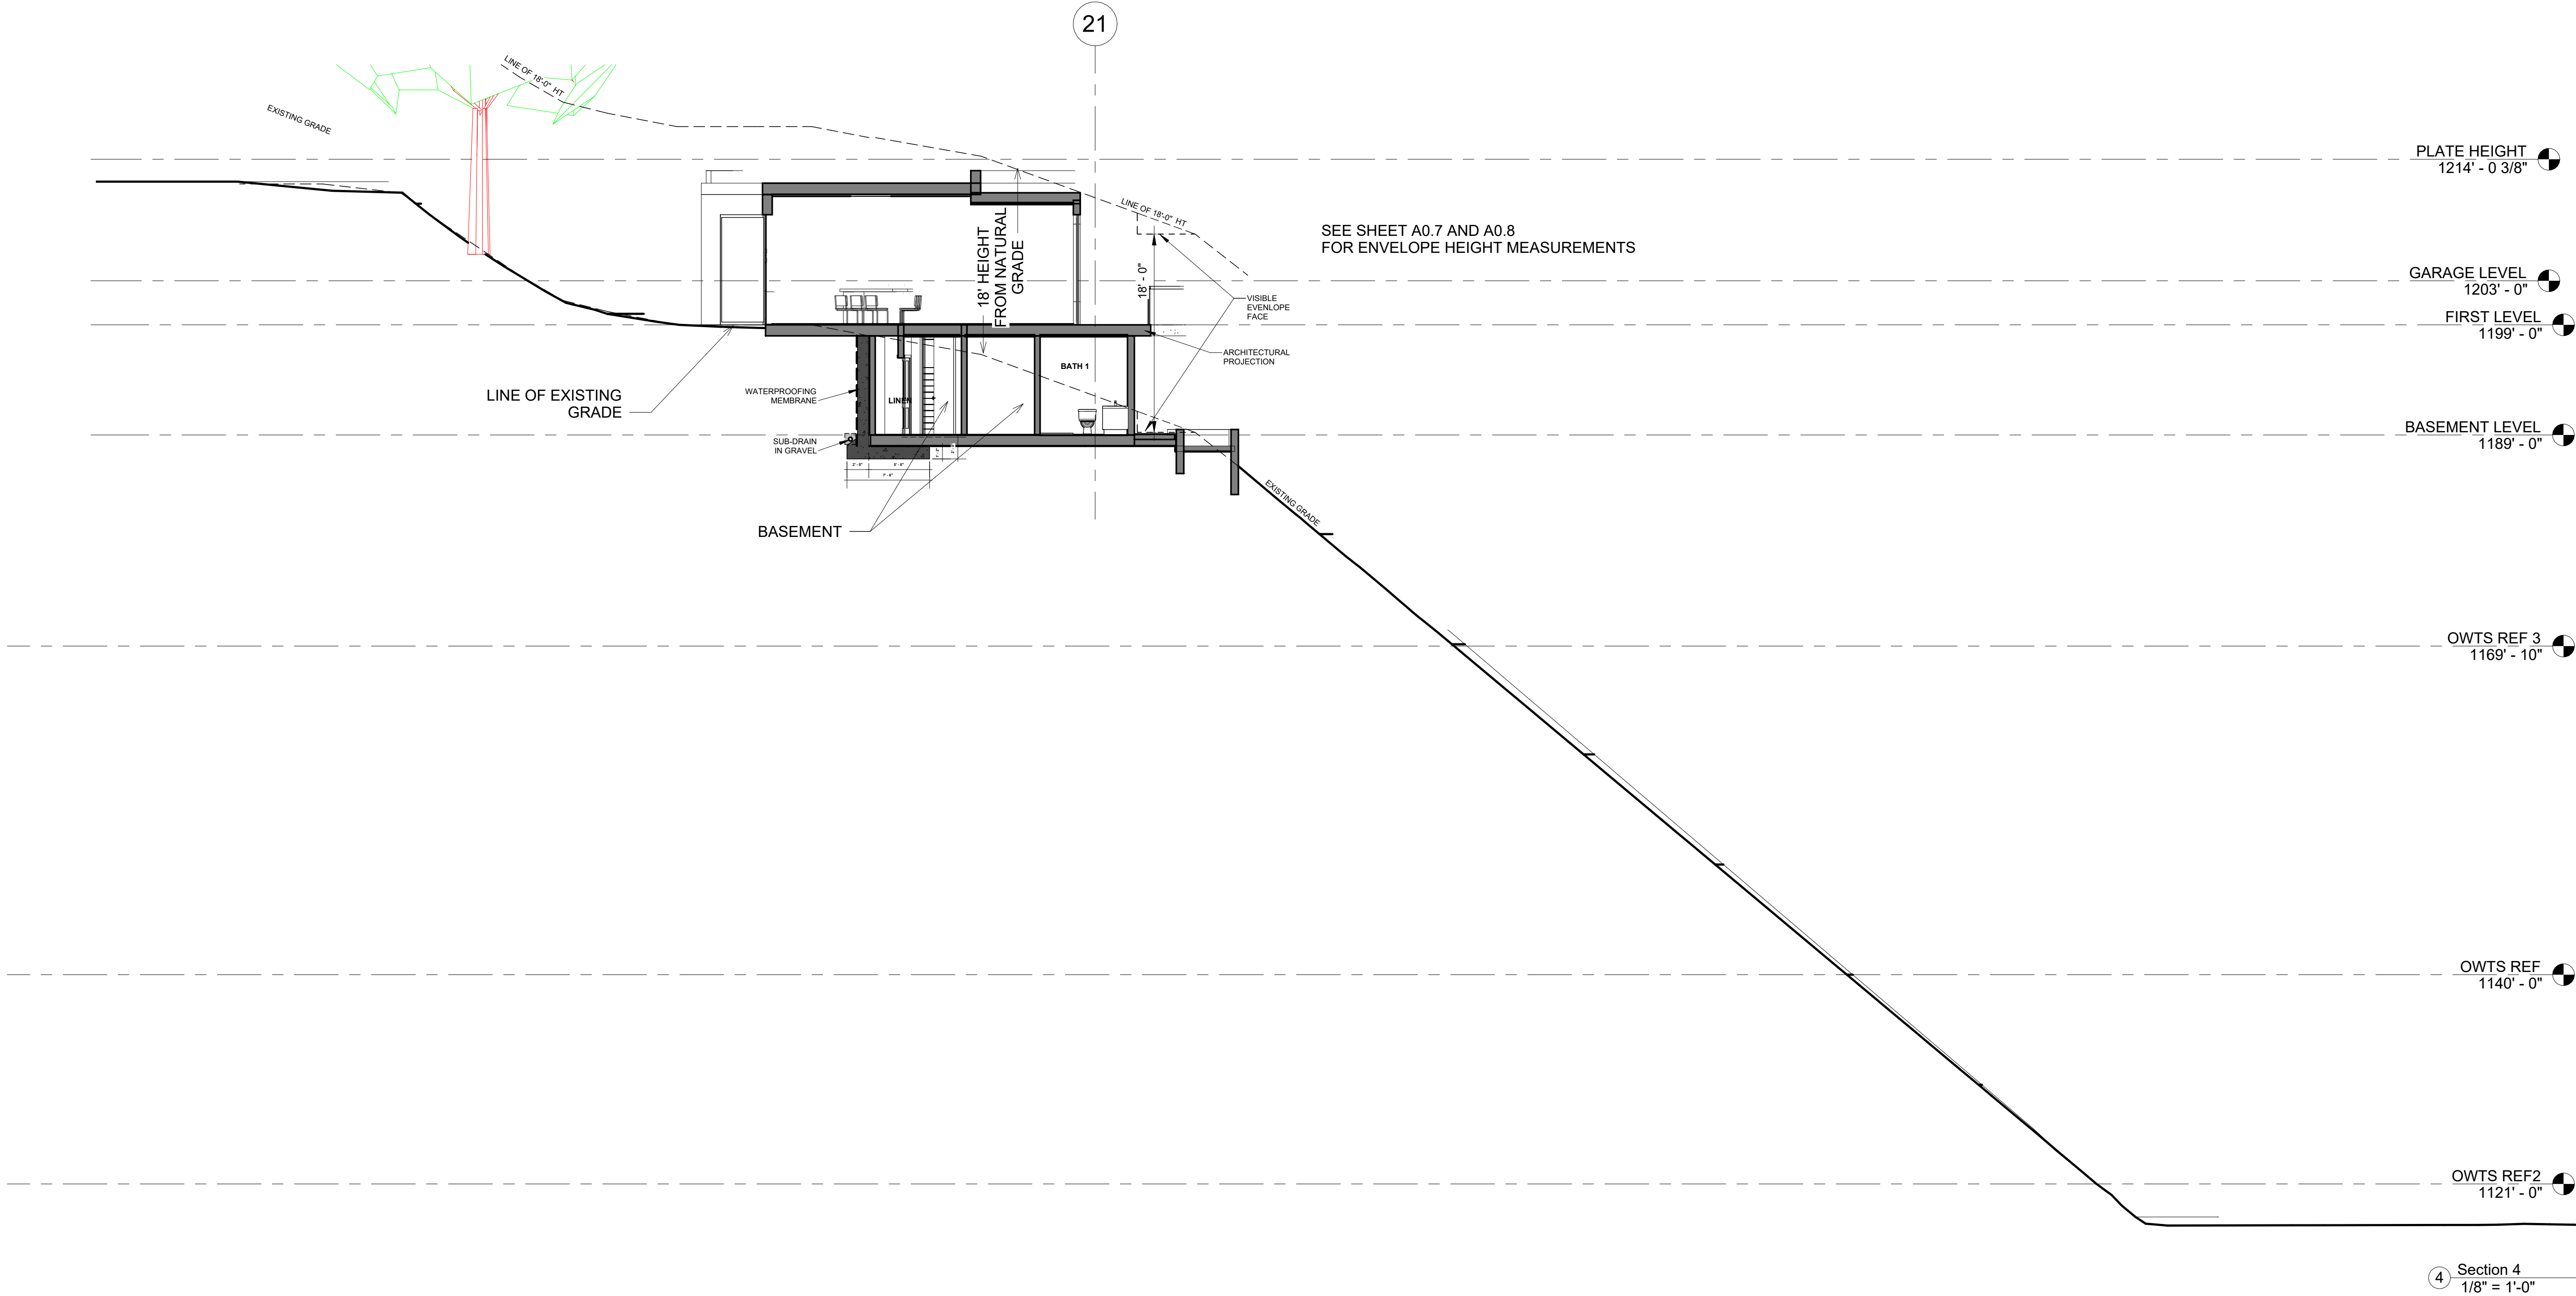 21
LINE OF 18'-0" HT
EXISTING GRADE
PLATE HEIGHT
1214' - 0 3/8"
LINE OF 18'-0" HT
SEE SHEET A0.7 AND A0.8
FOR ENVELOPE HEIGHT MEASUREMENTS
18' HEIGHT
FROM NATURAL
GRADE
18' - 0"
GARAGE LEVEL
1203' - 0"
VISIBLE
EVENLOPE
FACE
FIRST LEVEL
1199' - 0"
ARCHITECTURAL
PROJECTION
BATH 1
LINE OF EXISTING
GRADE
WATERPROOFING
MEMBRANE
LINEN
SUB-DRAIN
IN GRAVEL
BASEMENT LEVEL
1189' - 0"
EXISTING GRADE
BASEMENT
OWTS REF 3
1169' - 10"
OWTS REF
1140' - 0"
OWTS REF2
1121' - 0"
4
Section 4
1/8" = 1'-0"